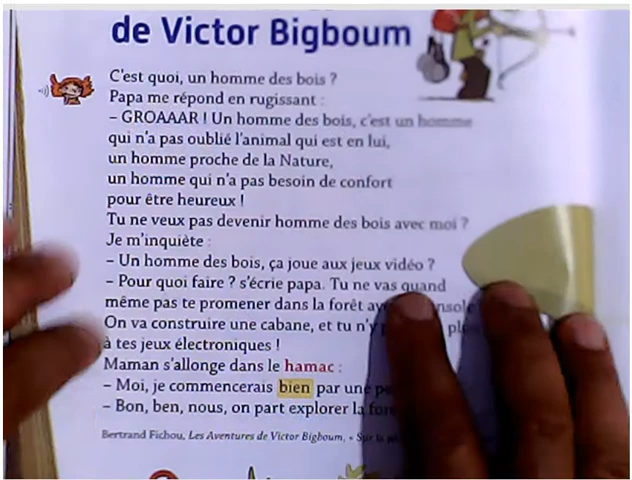 de Victor Bigboum
C'est quoi, un homme des bois ?
Papa me répond en rugissant :
– GROAAAR ! Un homme des bois, c'est un homme
qui n'a pas oublié l'animal qui est en lui,
un homme proche de la Nature,
un homme qui n'a pas besoin de confort
pour être heureux !
Tu ne veux pas devenir homme des bois avec moi ?
Je m'inquiète :
– Un homme des bois, ça joue aux jeux vidéo ?
– Pour quoi faire ? s'écrie papa. Tu ne vas quand
même pas te promener dans la forêt
On va construire une cabane, et tu
à tes jeux électroniques !
Maman s'allonge dans le hamac :
– Moi, je commencerais bien par une
– Bon, ben, nous, on part explorer la
Bertrand Fichou, Les Aventures de Victor Bigboum, «